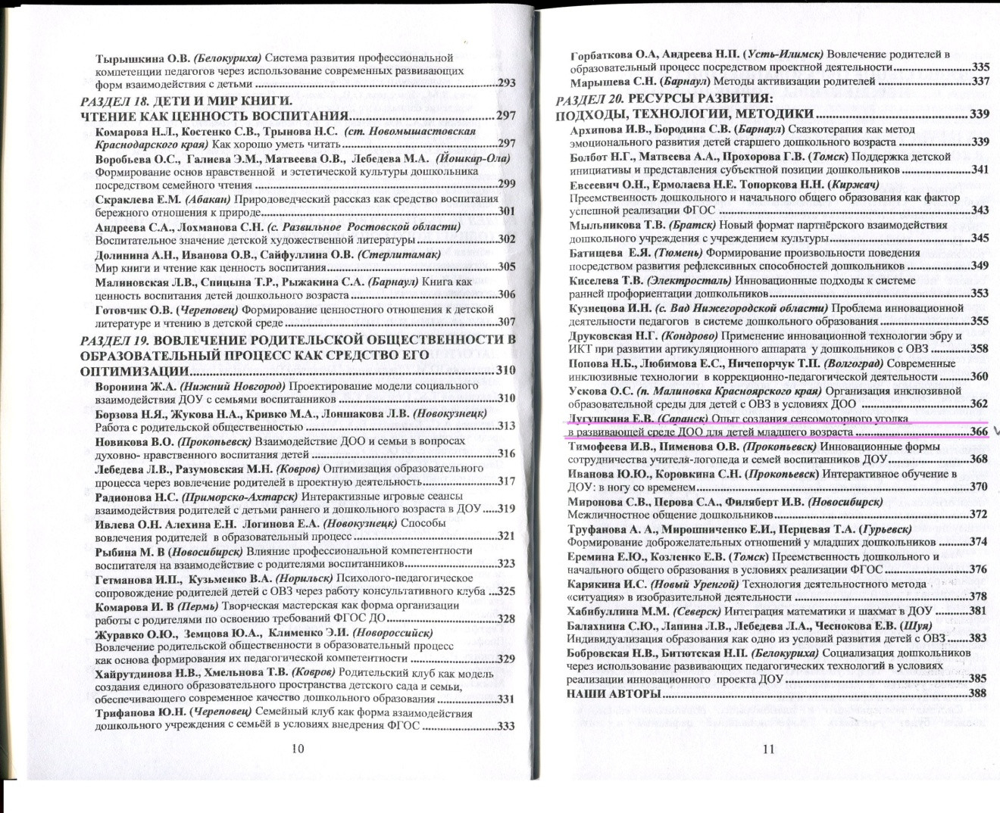 Тырышкина О.В. (Белокуриха) Система развития профессиональной
компетенции педагогов через использование современных развивающих
форм взаимодействия с детьми ..........293
РАЗДЕЛ 18. ДЕТИ И МИР КНИГИ.
ЧТЕНИЕ КАК ЦЕННОСТЬ ВОСПИТАНИЯ..........297
Комарова Н.Л., Костенко С.В., Трынова Н.С. (ст. Новомышастовская
Краснодарского края) Как хорошо уметь читать ..........297
Воробьева О.С., Галиева Э.М., Матвеева О.В., Лебедева М.А. (Йошкар-Ола)
Формирование основ нравственной и эстетической культуры дошкольника
посредством семейного чтения ..........299
Скраклева Е.М. (Абакан) Природоведческий рассказ как средство воспитания
бережного отношения к природе..........301
Андреева С.А., Лохманова С.Н. (с. Развильное Ростовской области)
Воспитательное значение детской художественной литературы ..........302
Долинина А.Н., Иванова О.В., Сайфуллина О.В. (Стерлитамак)
Мир книги и чтение как ценность воспитания..........305
Малиновская Л.В., Спицына Т.Р., Рыжакина С.А. (Барнаул) Книга как
ценность воспитания детей дошкольного возраста ..........306
Готовчик О.В. (Череповец) Формирование ценностного отношения к детской
литературе и чтению в детской среде ..........307
РАЗДЕЛ 19. ВОВЛЕЧЕНИЕ РОДИТЕЛЬСКОЙ ОБЩЕСТВЕННОСТИ В
ОБРАЗОВАТЕЛЬНЫЙ ПРОЦЕСС КАК СРЕДСТВО ЕГО
ОПТИМИЗАЦИИ..........310
Воронина Ж.А. (Нижний Новгород) Проектирование модели социального
взаимодействия ДОУ с семьями воспитанников ..........310
Борзова Н.Я., Жукова Н.А., Кривко М.А., Лоншакова Л.В. (Новокузнецк)
Работа с родительской общественностью ..........313
Новикова В.О. (Прокопьевск) Взаимодействие ДОО и семьи в вопросах
духовно- нравственного воспитания детей ..........316
Лебедева Л.В., Разумовская М.Н. (Ковров) Оптимизация образовательного
процесса через вовлечение родителей в проектную деятельность..........317
Радионова Н.С. (Приморско-Ахтарск) Интерактивные игровые сеансы
взаимодействия родителей с детьми раннего и дошкольного возраста в ДОУ.....319
Ивлева О.Н. Алехина Е.Н. Логинова Е.А. (Новокузнецк) Способы
вовлечения родителей в образовательный процесс ..........321
Рыбина М. В (Новосибирск) Влияние профессиональной компетентности
воспитателя на взаимодействие с родителями воспитанников..........323
Гетманова И.П., Кузьменко В.А. (Норильск) Психолого-педагогическое
сопровождение родителей детей с ОВЗ через работу консультативного клуба ...325
Комарова И. В (Пермь) Творческая мастерская как форма организации
работы с родителями по освоению требований ФГОС ДО..........328
Журавко О.Ю., Земцова Ю.А., Клименко Э.И. (Новороссийск)
Вовлечение родительской общественности в образовательный процесс
как основа формирования их педагогической компетентности ..........329
Хайрутдинова Н.В., Хмельнова Т.В. (Ковров) Родительский клуб как модель
создания единого образовательного пространства детского сада и семьи,
обеспечивающего современное качество дошкольного образования ..........331
Трифанова Ю.Н. (Череповец) Семейный клуб как форма взаимодействия
дошкольного учреждения с семьёй в условиях внедрения ФГОС ..........333
10
Горбаткова О.А, Андреева Н.П. (Усть-Илимск) Вовлечение родителей в
образовательный процесс посредством проектной деятельности..........335
Марышева С.Н. (Барнаул) Методы активизации родителей ..........337
РАЗДЕЛ 20. РЕСУРСЫ РАЗВИТИЯ:
ПОДХОДЫ, ТЕХНОЛОГИИ, МЕТОДИКИ ..........339
Архипова И.В., Бородина С.В. (Барнаул) Сказкотерапия как метод
эмоционального развития детей старшего дошкольного возраста ..........339
Болбот Н.Г., Матвеева А.А., Прохорова Г.В. (Томск) Поддержка детской
инициативы и представления субъектной позиции дошкольников ..........341
Евсеевич О.Н., Ермолаева Н.Е. Топоркова Н.Н. (Киржач)
Преемственность дошкольного и начального общего образования как фактор
успешной реализации ФГОС ..........343
Мыльникова Т.В. (Братск) Новый формат партнёрского взаимодействия
дошкольного учреждения с учреждением культуры..........345
Батищева Е.Я. (Тюмень) Формирование произвольности поведения
посредством развития рефлексивных способностей дошкольников ..........349
Киселева Т.В. (Электросталь) Инновационные подходы к системе
ранней профориентации дошкольников..........353
Кузнецова И.Н. (с. Вад Нижегородской области) Проблема инновационной
деятельности педагогов в системе дошкольного образования ..........355
Друковская Н.Г. (Кондрово) Применение инновационной технологии эбру и
ИКТ при развитии артикуляционного аппарата у дошкольников с ОВЗ ..........358
Попова Н.Б., Любимова Е.С., Ничепорчук Т.П. (Волгоград) Современные
инклюзивные технологии в коррекционно-педагогической деятельности ..........360
Ускова О.С. (п. Малиновка Красноярского края) Организация инклюзивной
образовательной среды для детей с ОВЗ в условиях ДОО ..........362
Лугушкина Е.В. (Саранск) Опыт создания сенсомоторного уголка
в развивающей среде ДОО для детей младшего возраста ..........366
Тимофеева И.В., Пименова О.В. (Прокопьевск) Инновационные формы
сотрудничества учителя-логопеда и семей воспитанников ДОУ..........368
Иванова Ю.Ю., Коровкина С.Н. (Прокопьевск) Интерактивное обучение в
ДОУ: в ногу со временем..........370
Миронова С.В., Перова С.А., Филяберт И.В. (Новосибирск)
Межличностное общение дошкольников..........372
Труфанова А. А., Мирошниченко Е.И., Перцевая Т.А. (Гурьевск)
Формирование доброжелательных отношений у младших дошкольников ..........374
Еремина Е.Ю., Козленко Е.В. (Томск) Преемственность дошкольного и
начального общего образования в условиях реализации ФГОС..........376
Карякина И.С. (Новый Уренгой) Технология деятельностного метода
«ситуация» в изобразительной деятельности ..........378
Хабибуллина М.М. (Северск) Интеграция математики и шахмат в ДОУ ..........381
Балахнина С.Ю., Лапина Л.В., Лебедева Л.А., Чеснокова Е.В. (Шуя)
Индивидуализация образования как одно из условий развития детей с ОВЗ.....383
Бобровская Н.В., Битютская Н.П. (Белокуриха) Социализация дошкольников
через использование развивающих педагогических технологий в условиях
реализации инновационного проекта ДОУ ..........385
НАШИ АВТОРЫ..........388
11